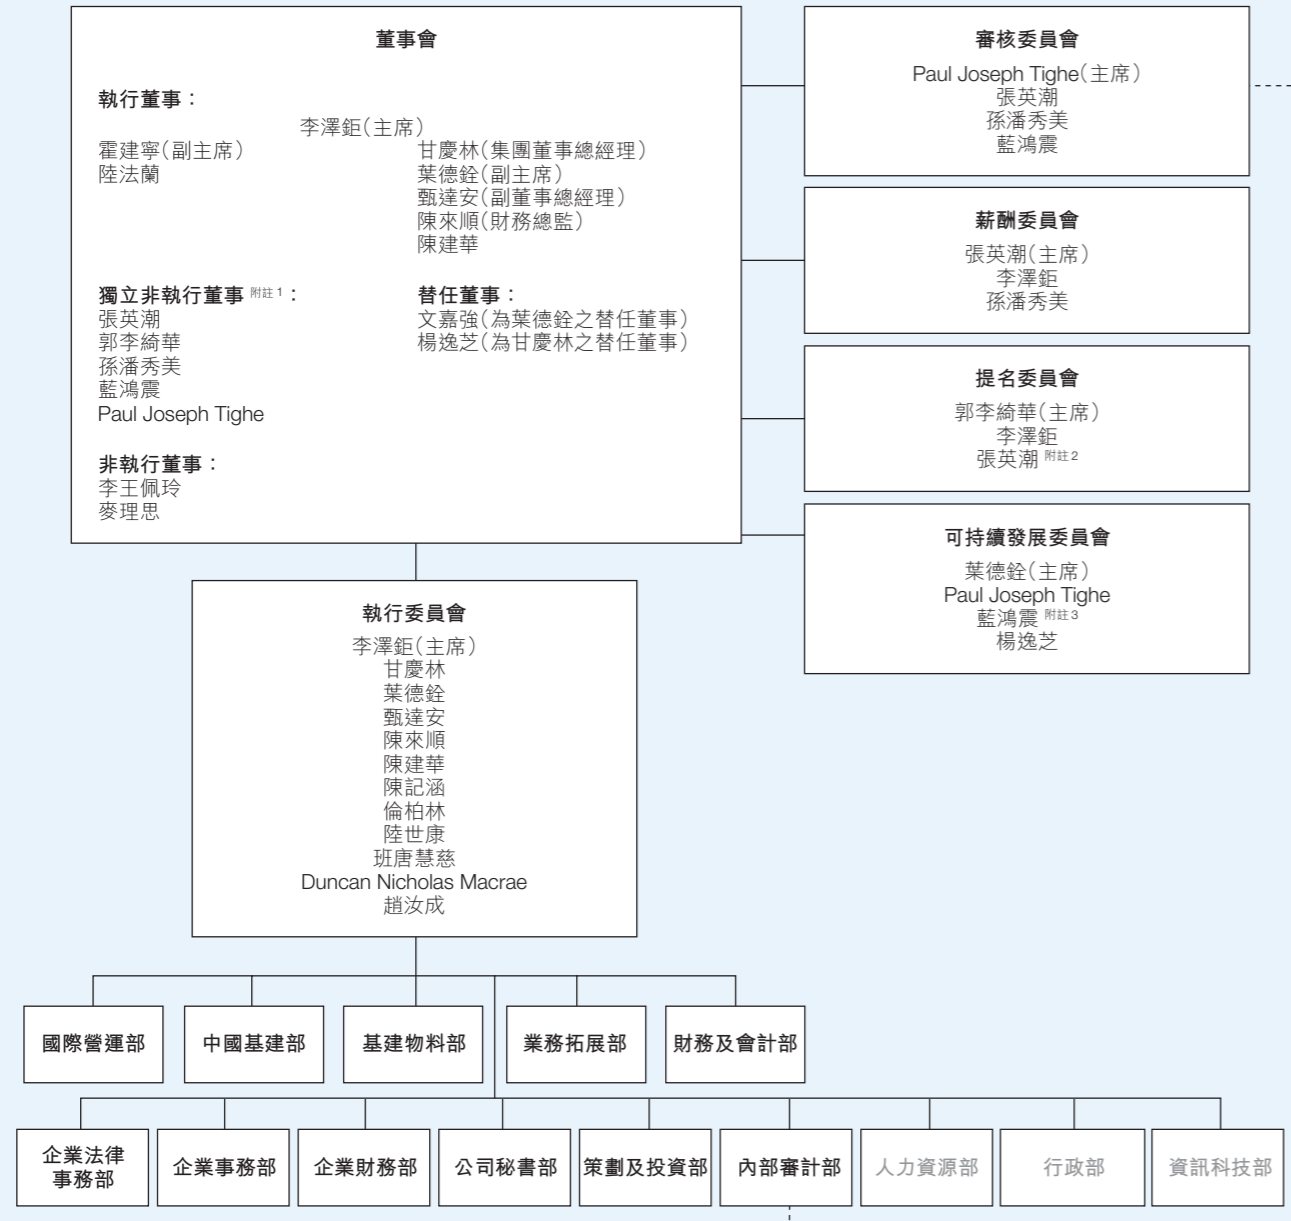 董事會
執行董事：
李澤鉅（主席）
霍建寧（副主席）
陸法蘭
甘慶林（集團董事總經理）
葉德銓（副主席）
甄達安（副董事總經理）
陳來順（財務總監）
陳建華
獨立非執行董事 附註 1：
張英潮
郭李綺華
孫潘秀美
藍鴻震
Paul Joseph Tighe
替任董事：
文嘉強（為葉德銓之替任董事）
楊逸芝（為甘慶林之替任董事）
非執行董事：
李王佩玲
麥理思
審核委員會
Paul Joseph Tighe（主席）
張英潮
孫潘秀美
藍鴻震
薪酬委員會
張英潮（主席）
李澤鉅
孫潘秀美
提名委員會
郭李綺華（主席）
李澤鉅
張英潮 附註 2
可持續發展委員會
葉德銓（主席）
Paul Joseph Tighe
藍鴻震 附註 3
楊逸芝
執行委員會
李澤鉅（主席）
甘慶林
葉德銓
甄達安
陳來順
陳建華
陳記涵
倫柏林
陸世康
班唐慧慈
Duncan Nicholas Macrae
趙汝成
國際營運部
中國基建部
基建物料部
業務拓展部
財務及會計部
企業法律
事務部
企業事務部
企業財務部
公司秘書部
策劃及投資部
內部審計部
人力資源部
行政部
資訊科技部